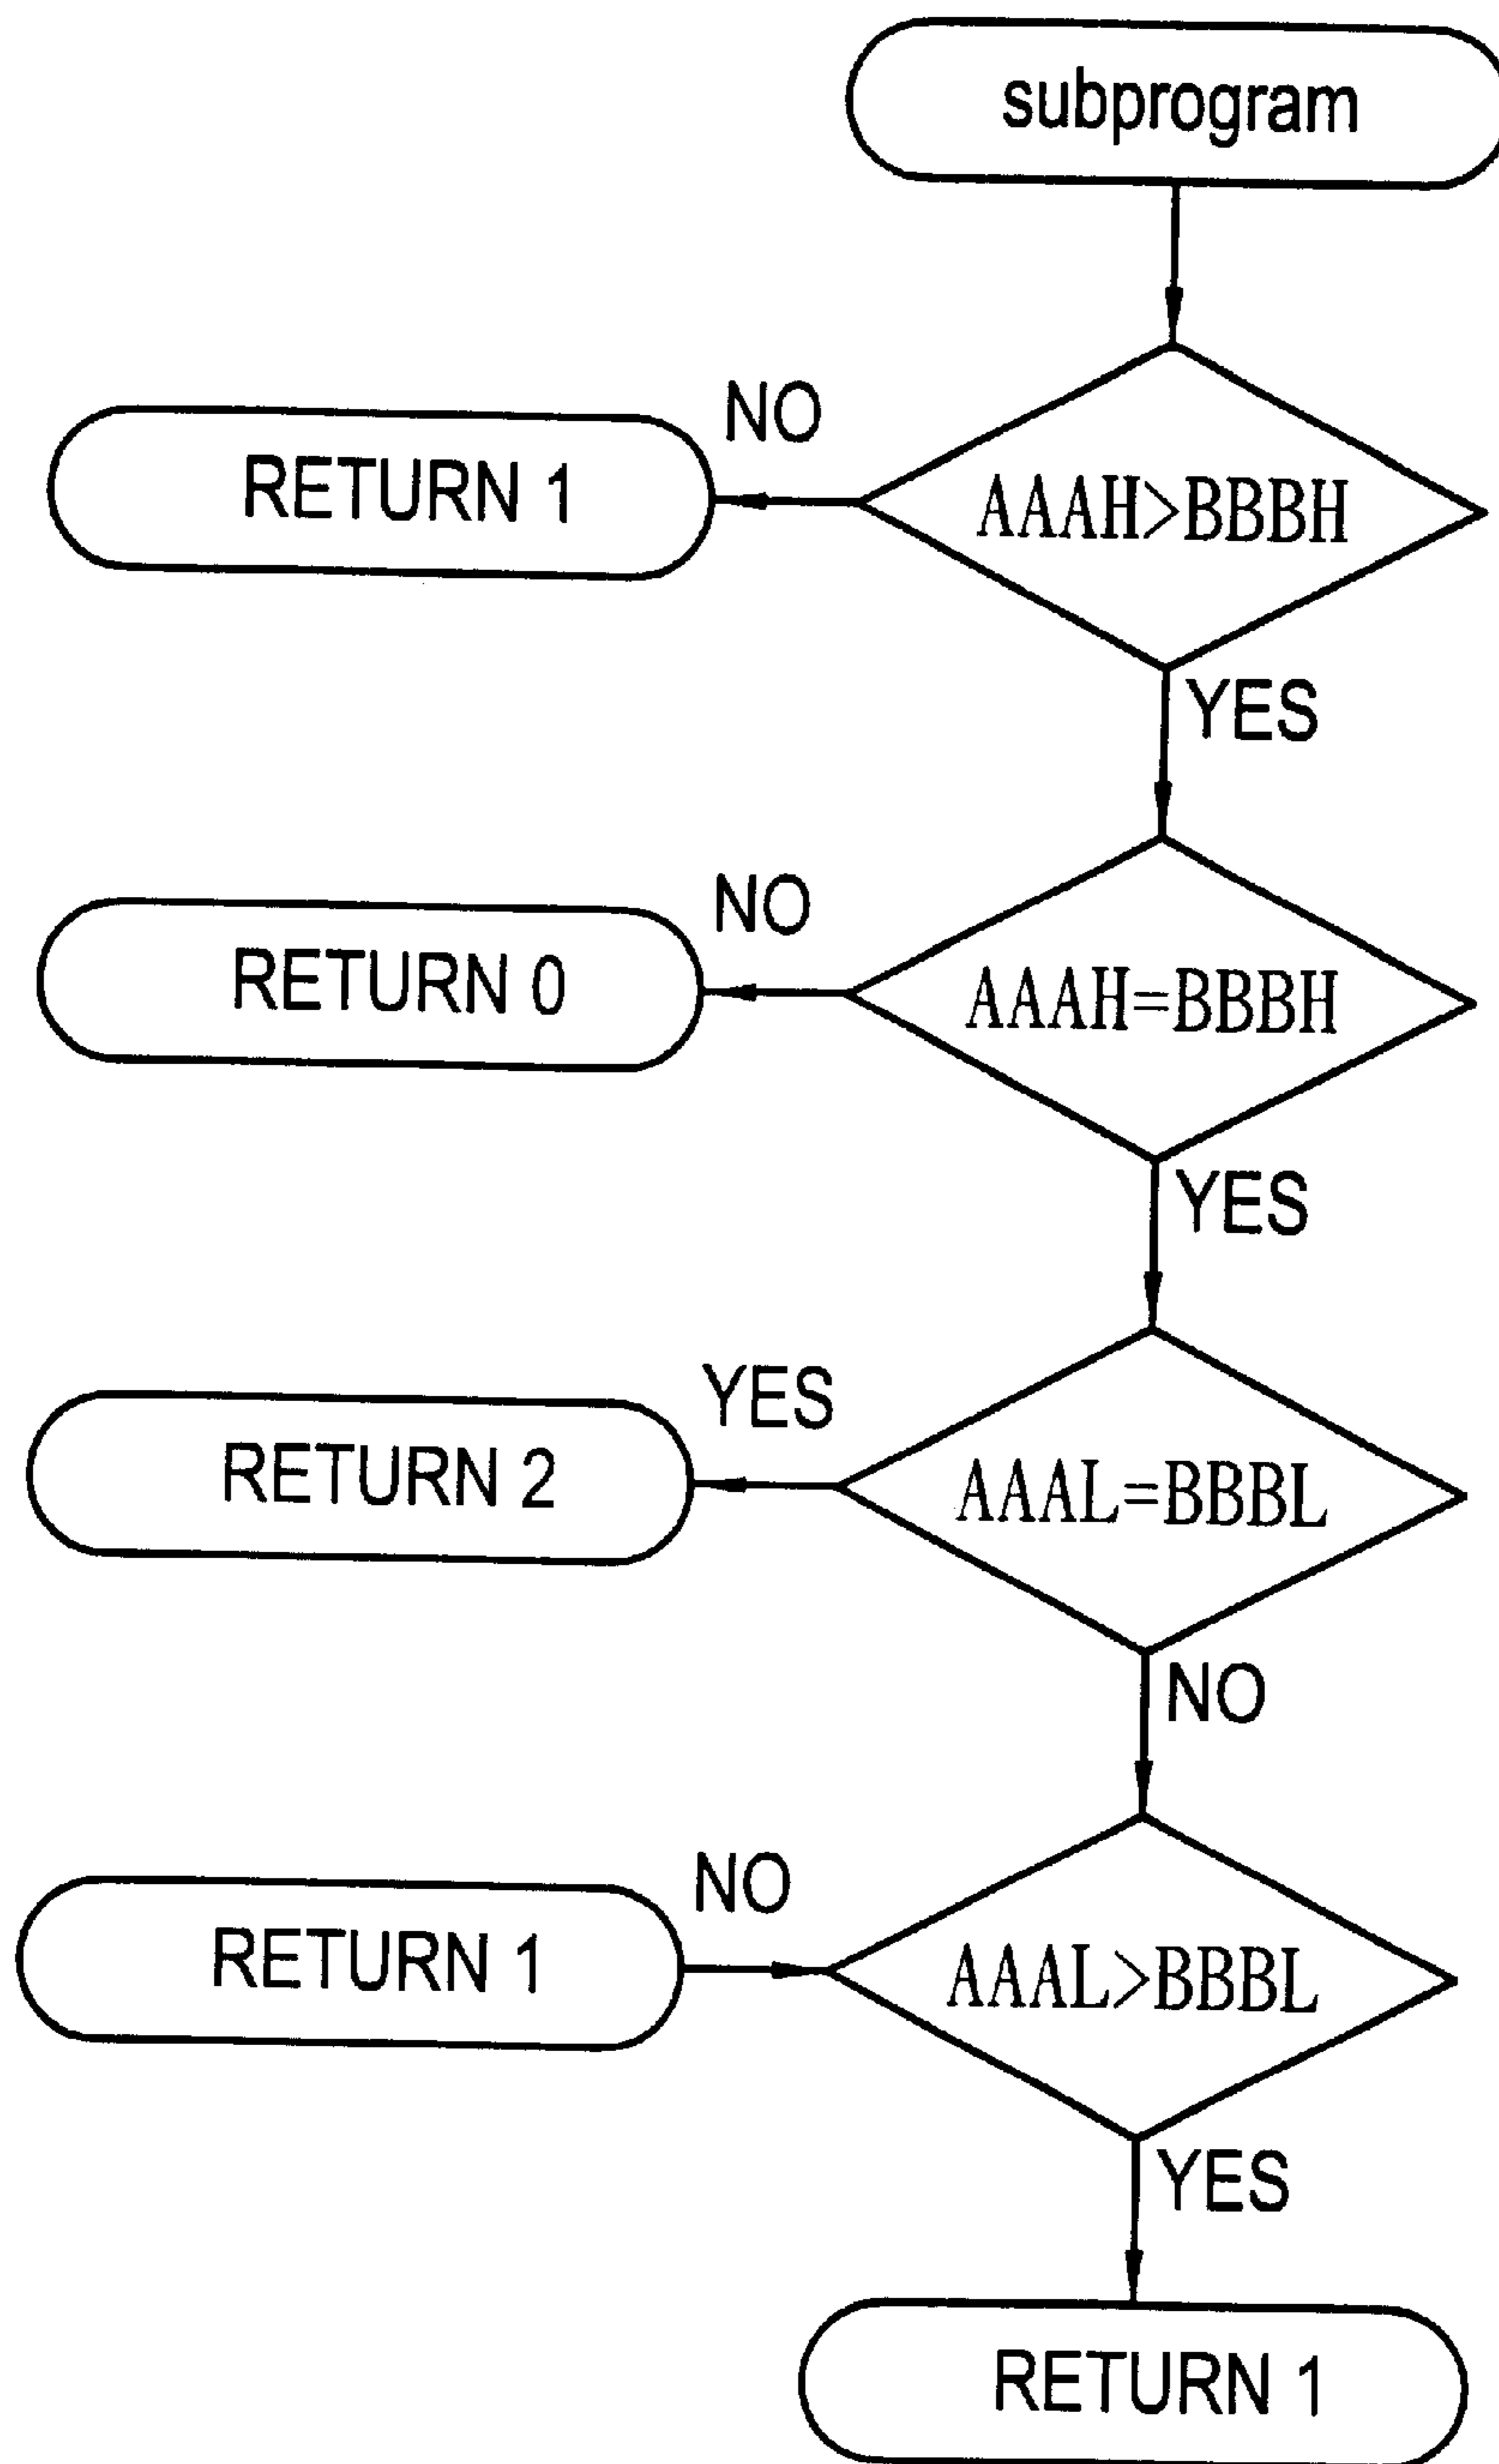 subprogram
NO
RETURN 1
AAAH>BBBH
YES
NO
RETURN 0
AAAH=BBBH
YES
YES
RETURN 2
AAAL=BBBL
NO
NO
RETURN 1
AAAL>BBBL
YES
RETURN 1